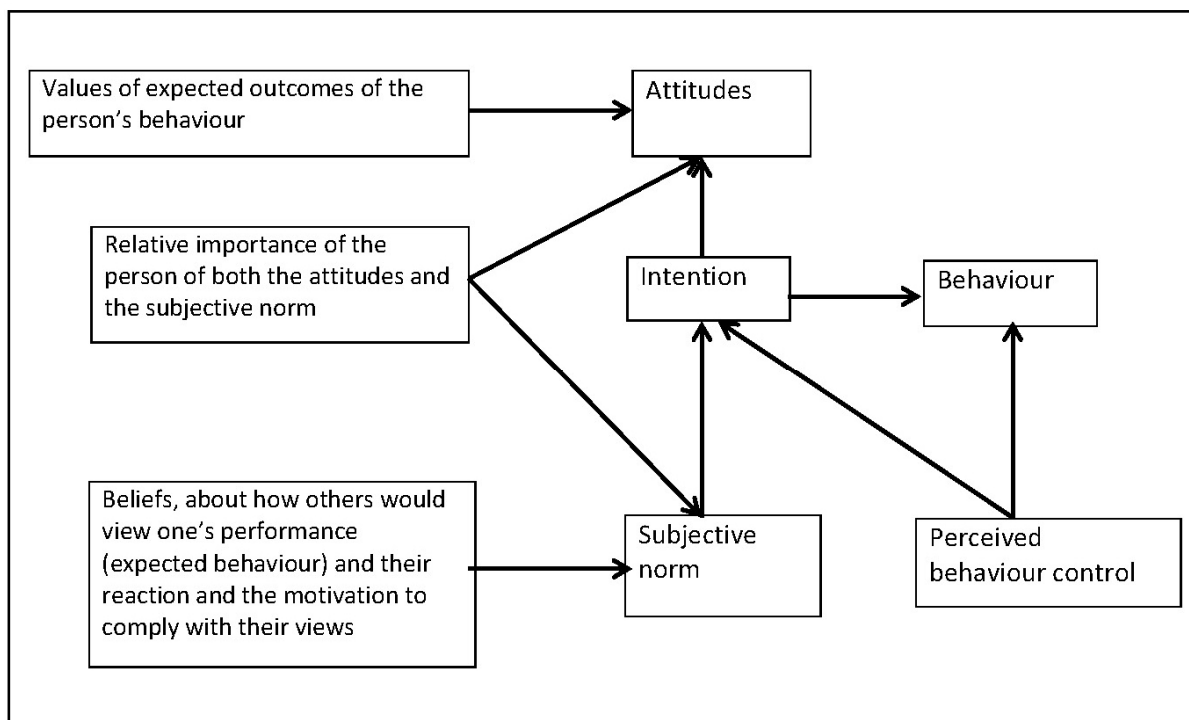 Values of expected outcomes of the
person's behaviour
Attitudes
Relative importance of the
person of both the attitudes and
the subjective norm
Intention
Behaviour
Beliefs, about how others would
view one's performance
(expected behaviour) and their
reaction and the motivation to
comply with their views
Subjective
norm
Perceived
behaviour control